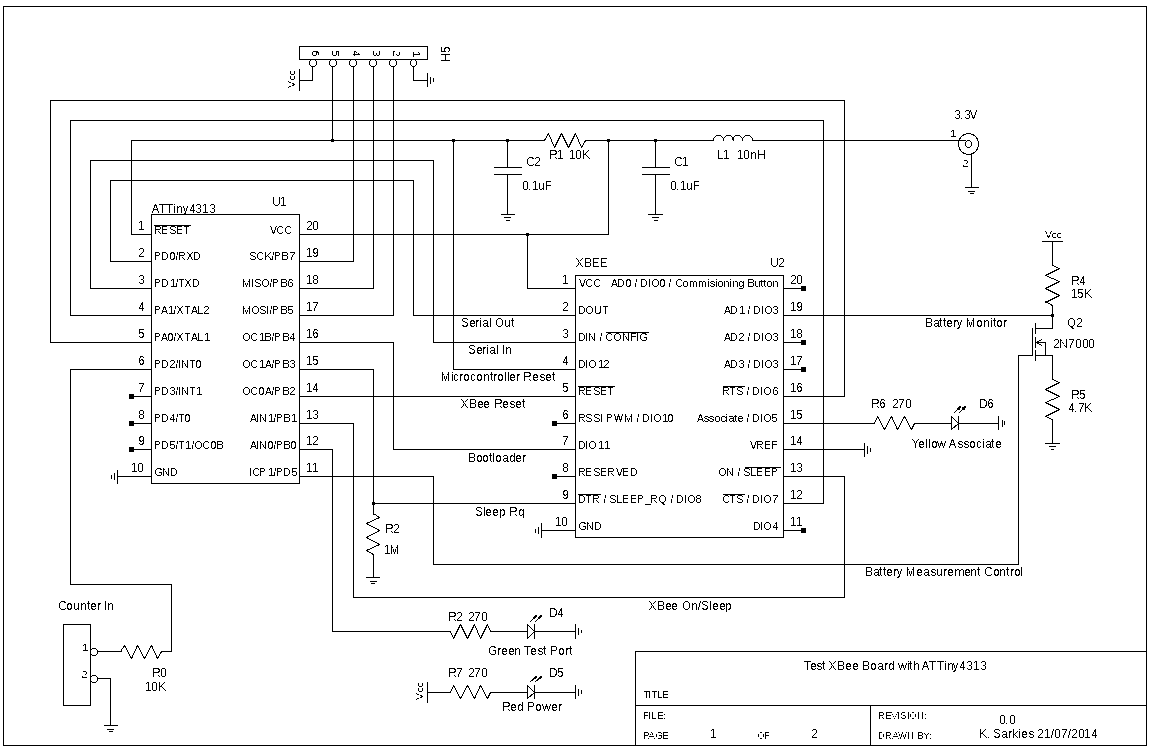 6 5 4 3 2 1
H5
Vcc
3.3V
1
2
C2
0.1uF
R1 10K
C1
0.1uF
L1 10nH
ATTiny4313
U1
1 RESET
VCC 20
2 PD0/RXD
SCK/PB7 19
3 PD1/TXD
MISO/PB6 18
4 PA1/XTAL2
MOSI/PB5 17
5 PA0/XTAL1
OC1B/PB4 16
6 PD2/INT0
OC1A/PB3 15
7 PD3/INT1
OC0A/PB2 14
8 PD4/T0
AIN1/PB1 13
9 PD5/T1/OC0B
AIN0/PB0 12
10 GND
ICP1/PD5 11
XBEE
U2
1 VCC
AD0 / DIO0 / Commisioning Button 20
2 DOUT
AD1 / DIO3 19
3 DIN / CONFIG
AD2 / DIO3 18
4 DIO12
AD3 / DIO3 17
5 RESET
RTS / DIO6 16
6 RSSI PWM / DIO10
Associate / DIO5 15
7 DIO11
VREF 14
8 RESERVED
ON / SLEEP 13
9 DTR / SLEEP_RQ / DIO8
CTS / DIO7 12
10 GND
DIO4 11
Serial Out
Serial In
Microcontroller Reset
XBee Reset
Bootloader
Sleep Rq
Vcc
R4
15K
Battery Monitor
Q2
2N7000
R5
4.7K
R6 270
D6
Yellow Associate
R2
1M
Battery Measurement Control
XBee On/Sleep
Counter In
1
2
R0
10K
R2 270
D4
Green Test Port
Vcc
R7 270
D5
Red Power
Test XBee Board with ATTiny4313
TITLE
FILE:
REVISION: 0.0
PAGE 1 OF 2
DRAWN BY: K. Sarkies 21/07/2014